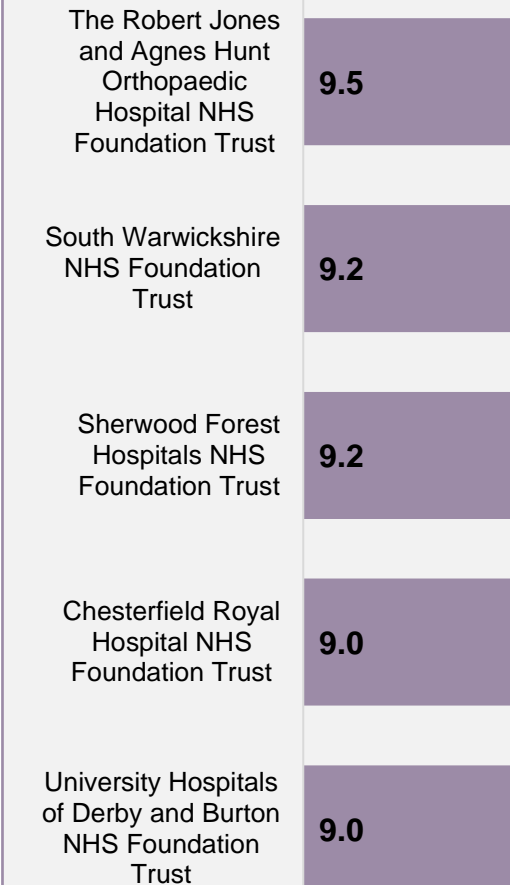 The Robert Jones
and Agnes Hunt
Orthopaedic
Hospital NHS
Foundation Trust
9.5
South Warwickshire
NHS Foundation
Trust
9.2
Sherwood Forest
Hospitals NHS
Foundation Trust
9.2
Chesterfield Royal
Hospital NHS
Foundation Trust
9.0
University Hospitals
of Derby and Burton
NHS Foundation
Trust
9.0